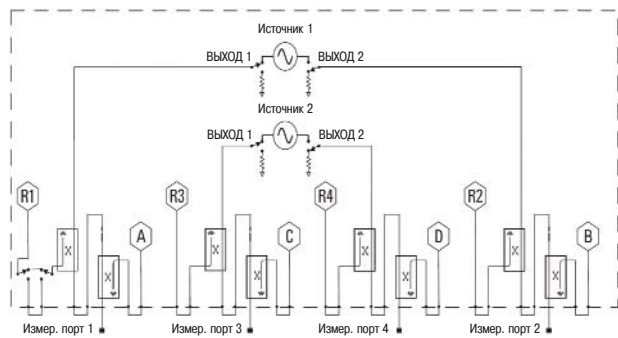 Источник 1
ВЫХОД 1 ВЫХОД 2
Источник 2
ВЫХОД 1 ВЫХОД 2
R1 R3 R4 R2
A C D B
X X X X
X X X X
Измер. порт 1 Измер. порт 3 Измер. порт 4 Измер. порт 2